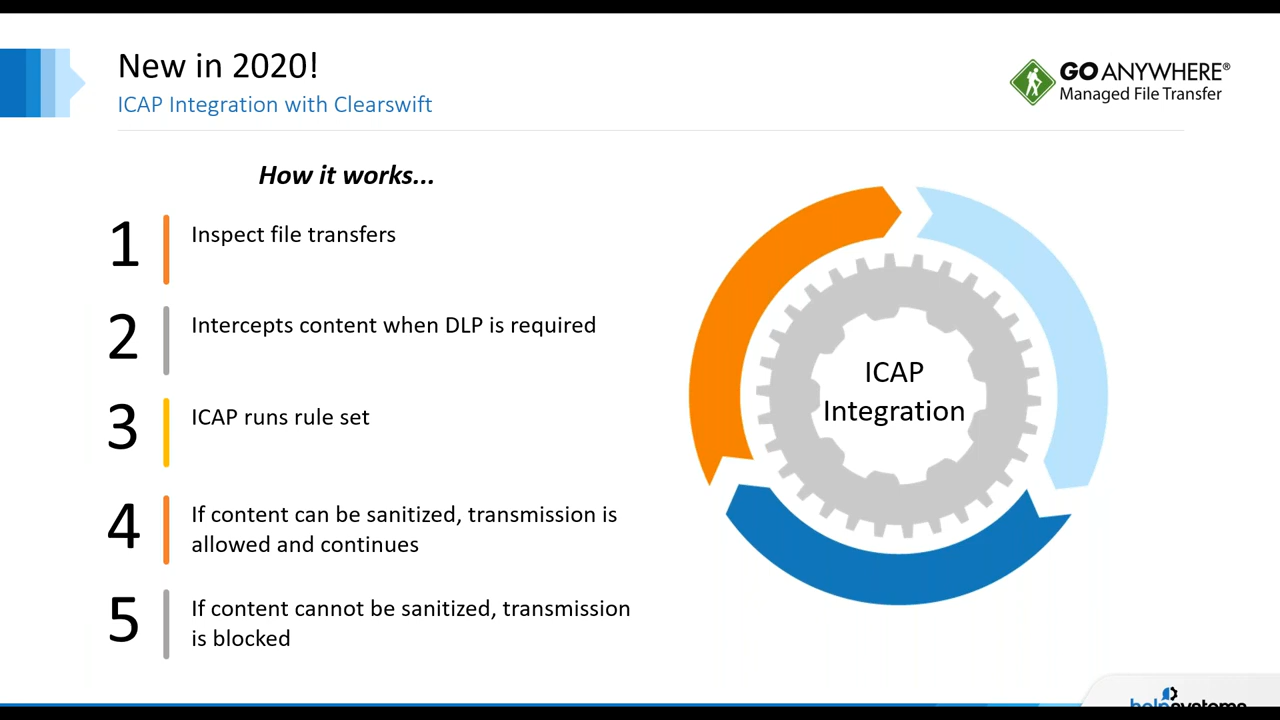 New in 2020!
ICAP Integration with Clearswift
GOANYWHERE®
Managed File Transfer
How it works...
1
Inspect file transfers
2
Intercepts content when DLP is required
3
ICAP runs rule set
4
If content can be sanitized, transmission is
allowed and continues
5
If content cannot be sanitized, transmission
is blocked
ICAP
Integration
helpsystems